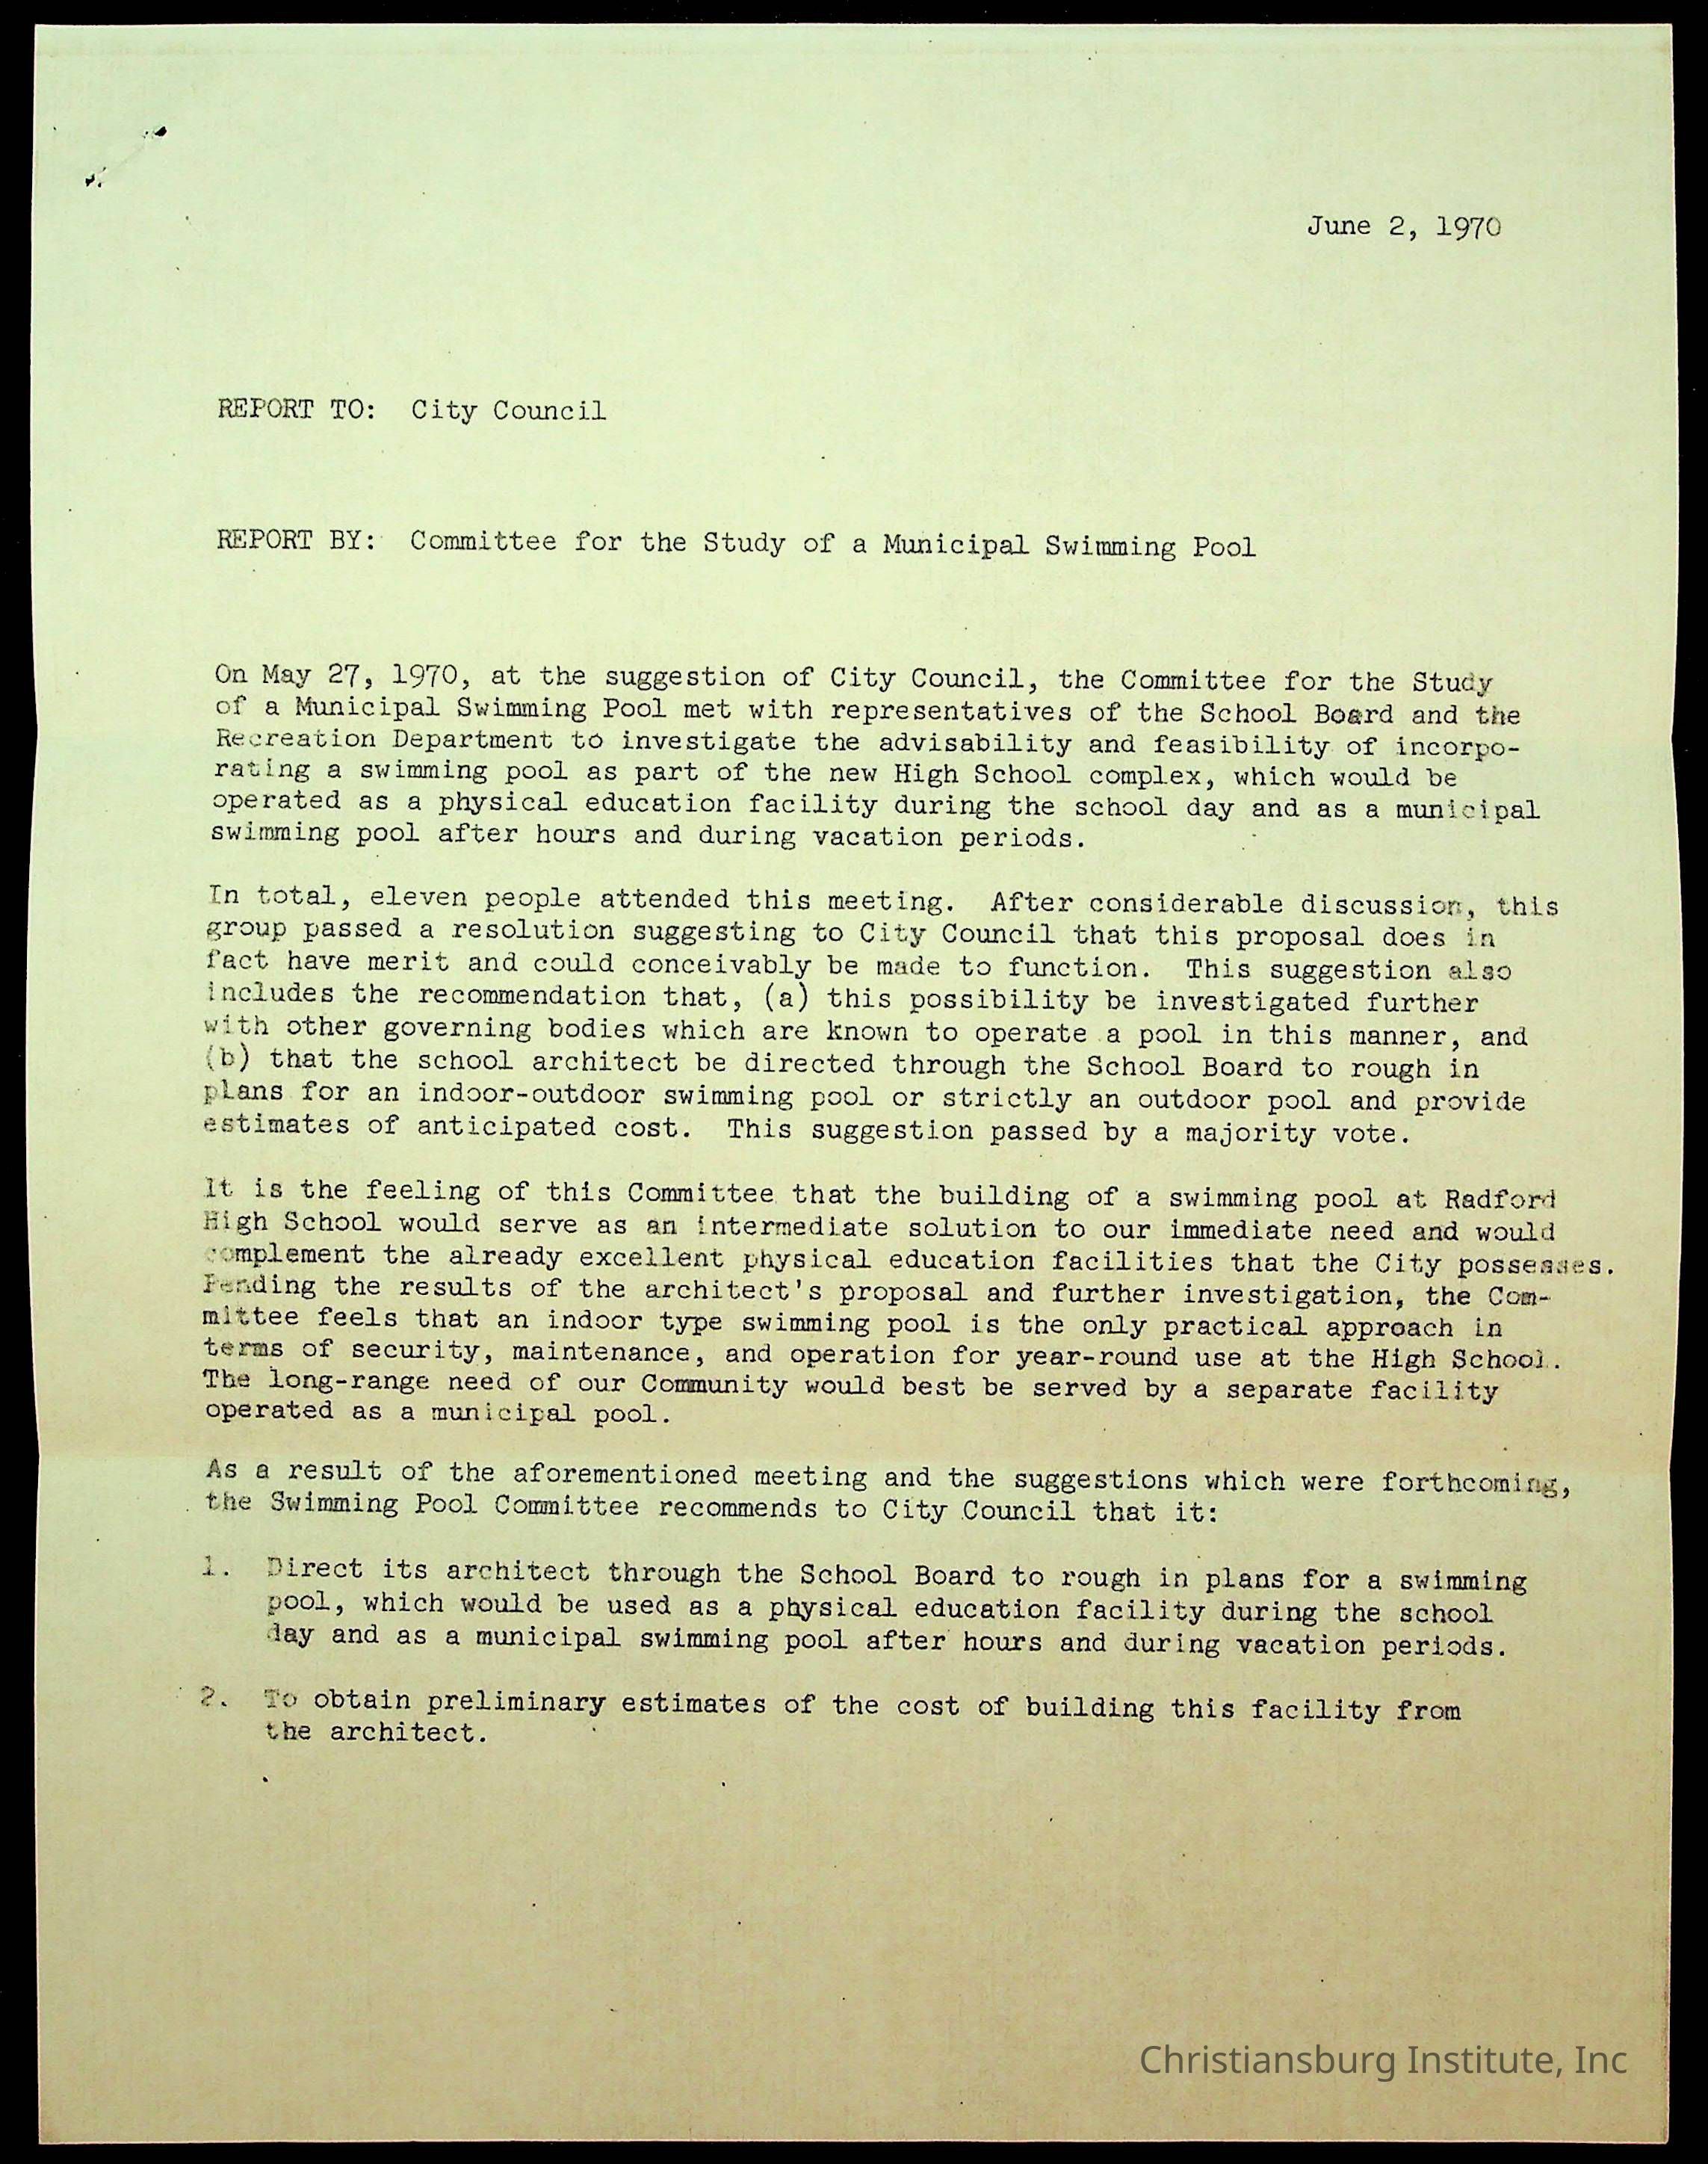 June 2, 1970
REPORT TO: City Council
REPORT BY: Committee for the Study of a Municipal Swimming Pool
On May 27, 1970, at the suggestion of City Council, the Committee for the Study
of a Municipal Swimming Pool met with representatives of the School Board and the
Recreation Department to investigate the advisability and feasibility of incorpo-
rating a swimming pool as part of the new High School complex, which would be
operated as a physical education facility during the school day and as a municipal
swimming pool after hours and during vacation periods.
In total, eleven people attended this meeting. After considerable discussion, this
group passed a resolution suggesting to City Council that this proposal does in
fact have merit and could conceivably be made to function. This suggestion also
includes the recommendation that, (a) this possibility be investigated further
with other governing bodies which are known to operate a pool in this manner, and
(b) that the school architect be directed through the School Board to rough in
plans for an indoor-outdoor swimming pool or strictly an outdoor pool and provide
estimates of anticipated cost. This suggestion passed by a majority vote.
It is the feeling of this Committee that the building of a swimming pool at Radford
High School would serve as an intermediate solution to our immediate need and would
complement the already excellent physical education facilities that the City possesses.
Pending the results of the architect's proposal and further investigation, the Com-
mittee feels that an indoor type swimming pool is the only practical approach in
terms of security, maintenance, and operation for year-round use at the High School.
The long-range need of our Community would best be served by a separate facility
operated as a municipal pool.
As a result of the aforementioned meeting and the suggestions which were forthcoming,
the Swimming Pool Committee recommends to City Council that it:
1. Direct its architect through the School Board to rough in plans for a swimming
pool, which would be used as a physical education facility during the school
day and as a municipal swimming pool after hours and during vacation periods.
2. To obtain preliminary estimates of the cost of building this facility from
the architect.
Christiansburg Institute, Inc